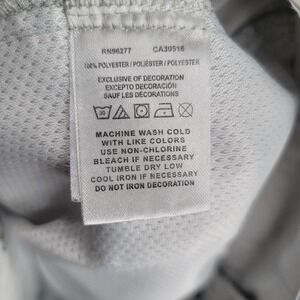 RN96277 CA30516
100% POLYESTER / POLIÉSTER / POLYESTER
EXCLUSIVE OF DECORATION
EXCEPTO DECORACIÓN
SAUF LES DÉCORATIONS
MACHINE WASH COLD
WITH LIKE COLORS
USE NON-CHLORINE
BLEACH IF NECESSARY
TUMBLE DRY LOW
COOL IRON IF NECESSARY
DO NOT IRON DECORATION